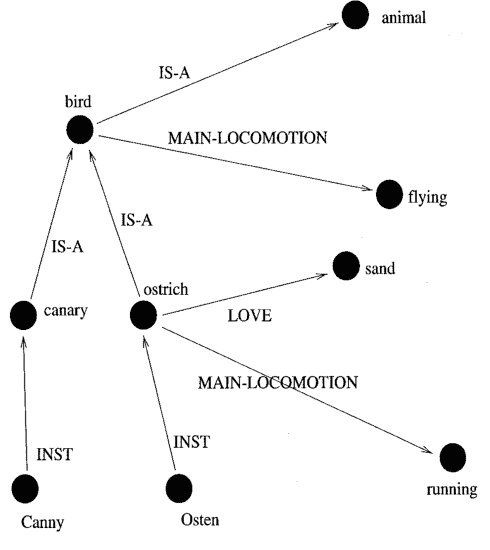 animal
IS-A
bird
MAIN-LOCOMOTION
flying
IS-A
IS-A
sand
ostrich
canary
LOVE
MAIN-LOCOMOTION
INST
INST
running
Canny
Osten